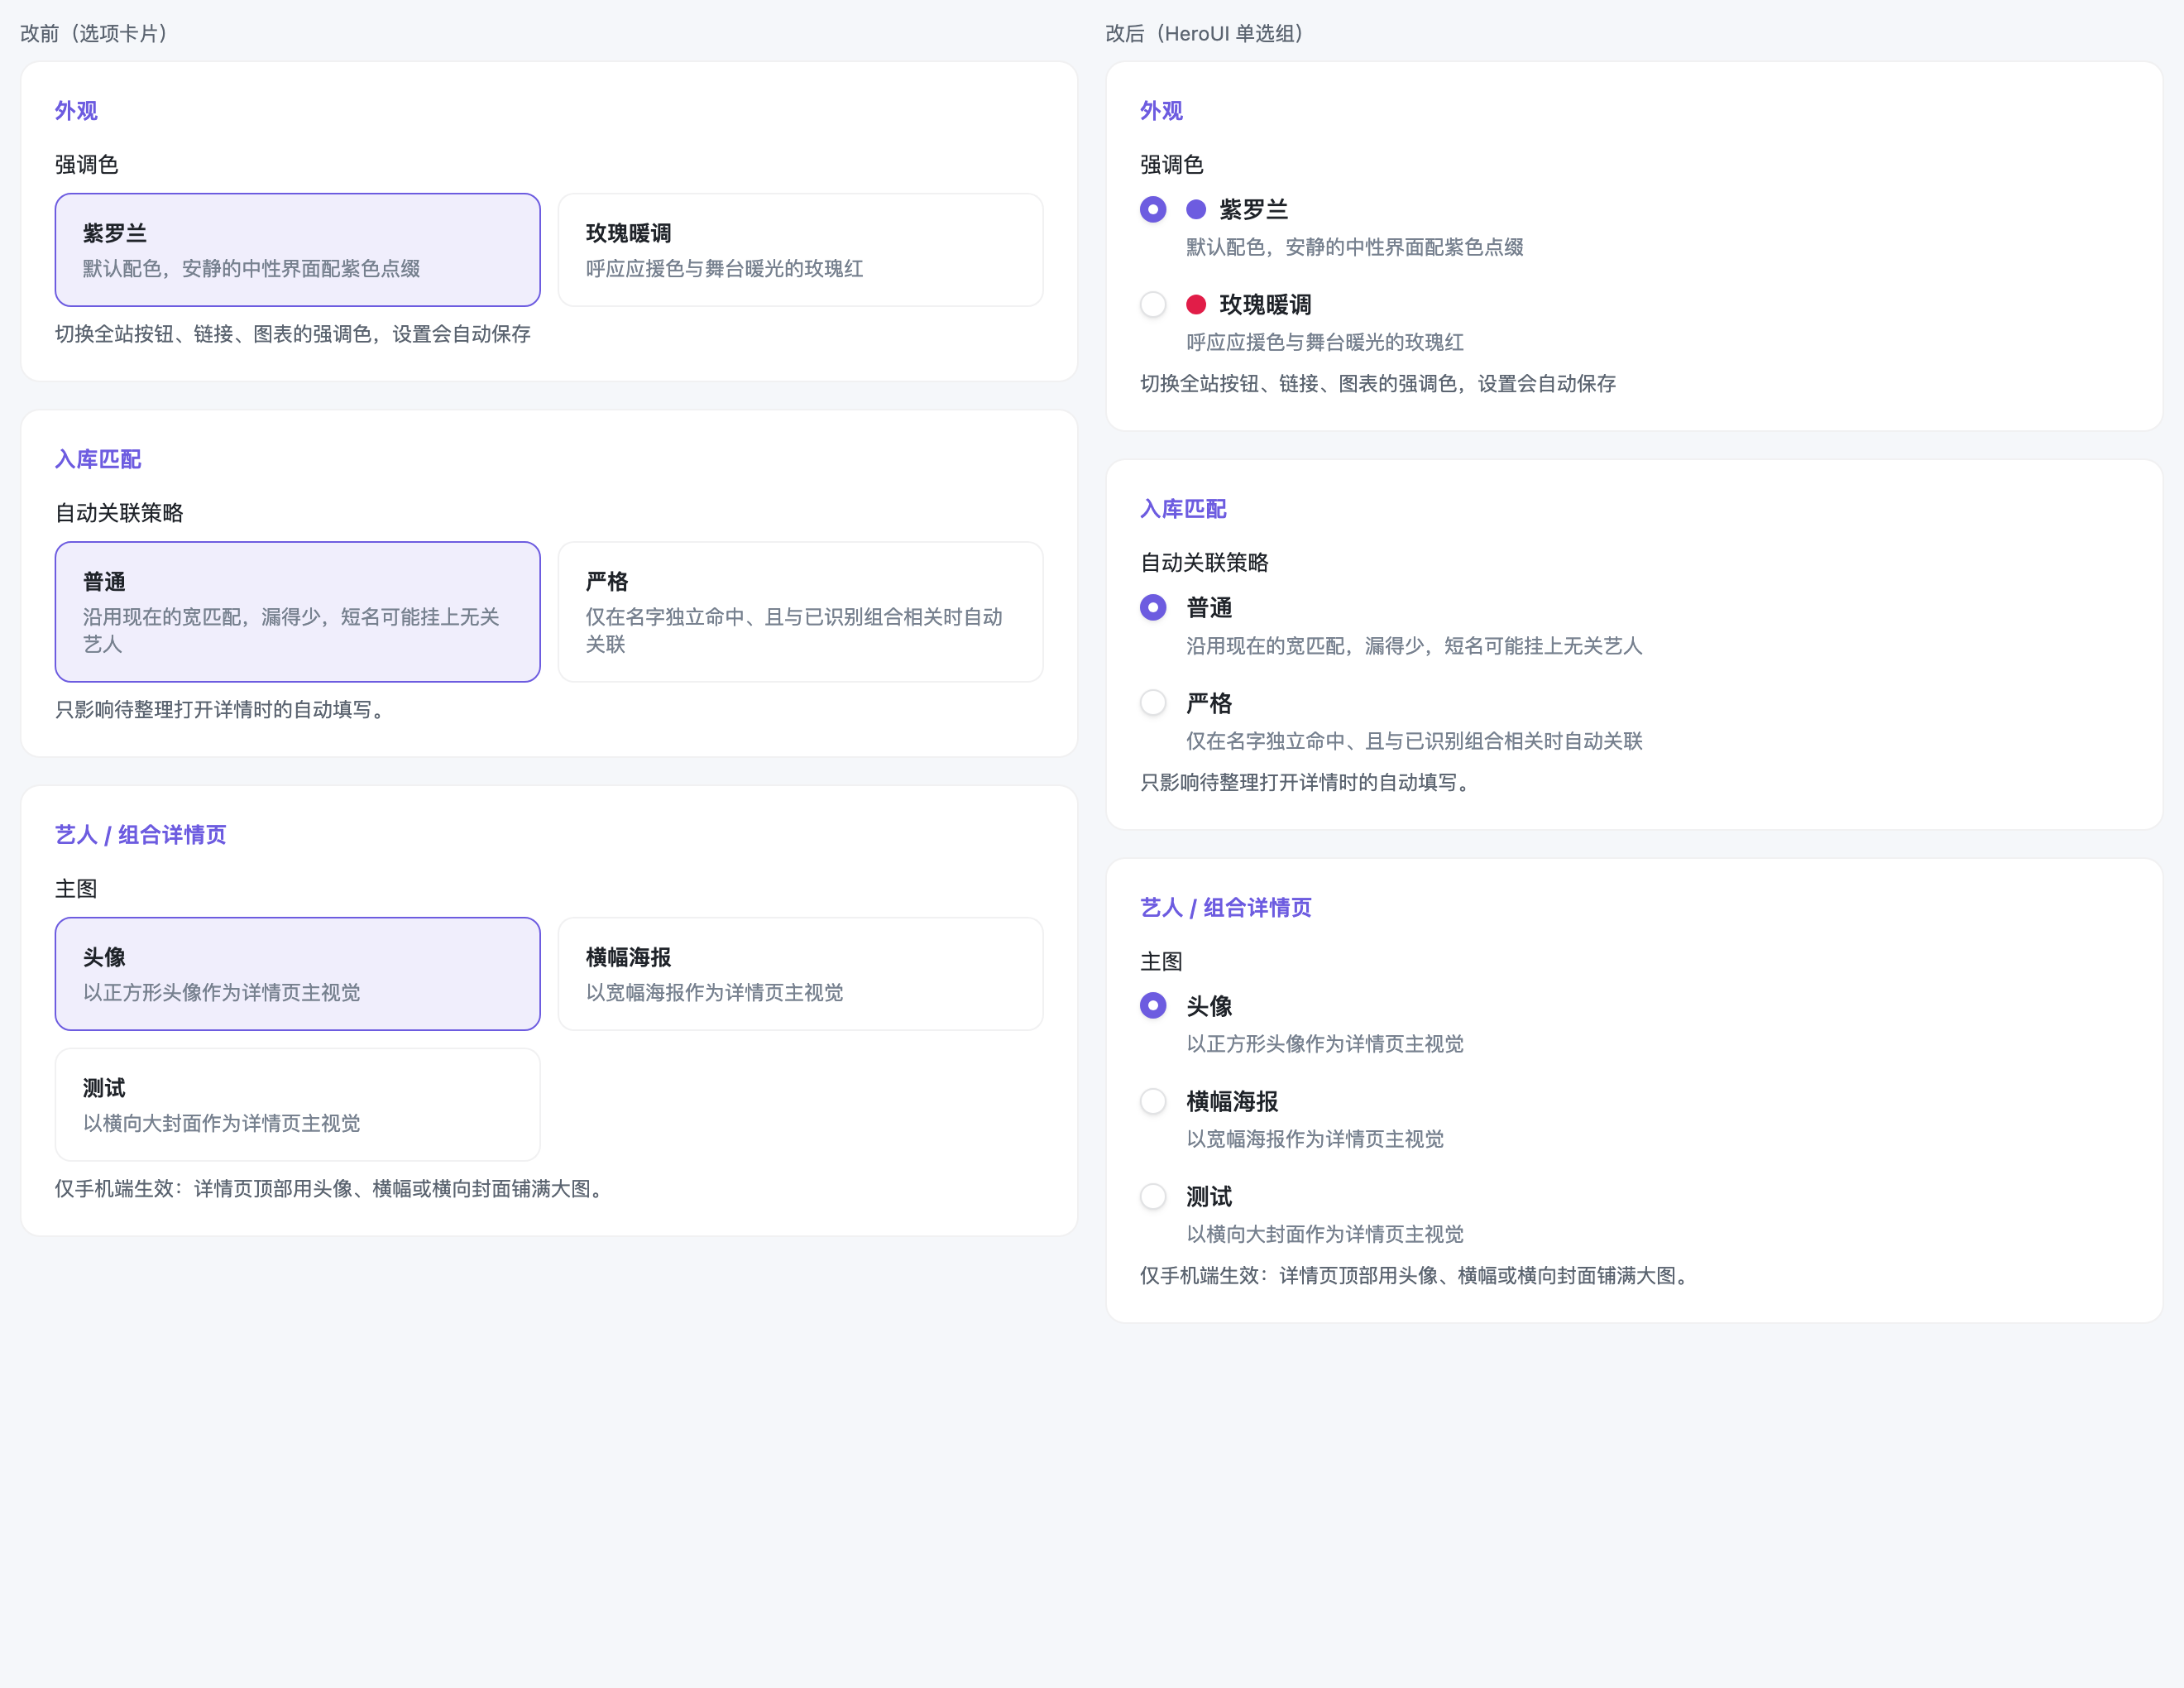 改前（选项卡片）
外观
强调色
紫罗兰
默认配色，安静的中性界面配紫色点缀
玫瑰暖调
呼应应援色与舞台暖光的玫瑰红
切换全站按钮、链接、图表的强调色，设置会自动保存
入库匹配
自动关联策略
普通
沿用现在的宽匹配，漏得少，短名可能挂上无关
艺人
严格
仅在名字独立命中、且与已识别组合相关时自动
关联
只影响待整理打开详情时的自动填写。
艺人 / 组合详情页
主图
头像
以正方形头像作为详情页主视觉
横幅海报
以宽幅海报作为详情页主视觉
测试
以横向大封面作为详情页主视觉
仅手机端生效：详情页顶部用头像、横幅或横向封面铺满大图。
改后（HeroUI 单选组）
外观
强调色
紫罗兰
默认配色，安静的中性界面配紫色点缀
玫瑰暖调
呼应应援色与舞台暖光的玫瑰红
切换全站按钮、链接、图表的强调色，设置会自动保存
入库匹配
自动关联策略
普通
沿用现在的宽匹配，漏得少，短名可能挂上无关艺人
严格
仅在名字独立命中、且与已识别组合相关时自动关联
只影响待整理打开详情时的自动填写。
艺人 / 组合详情页
主图
头像
以正方形头像作为详情页主视觉
横幅海报
以宽幅海报作为详情页主视觉
测试
以横向大封面作为详情页主视觉
仅手机端生效：详情页顶部用头像、横幅或横向封面铺满大图。